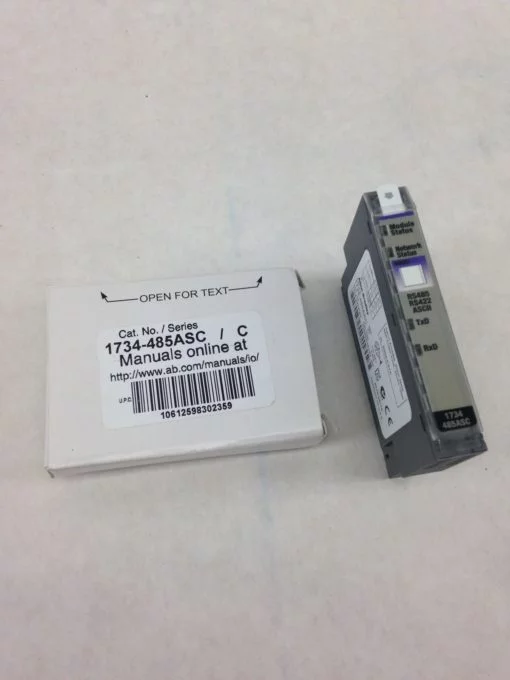 OPEN FOR TEXT
Cat. No. / Series
1734-485ASC / C
Manuals online at
http://www.ab.com/manuals/io/
U.P.C.
10612598302359
Module
Status
Network
Status
RS485
RS422
ASCII
TxD
RxD
1734
485ASC